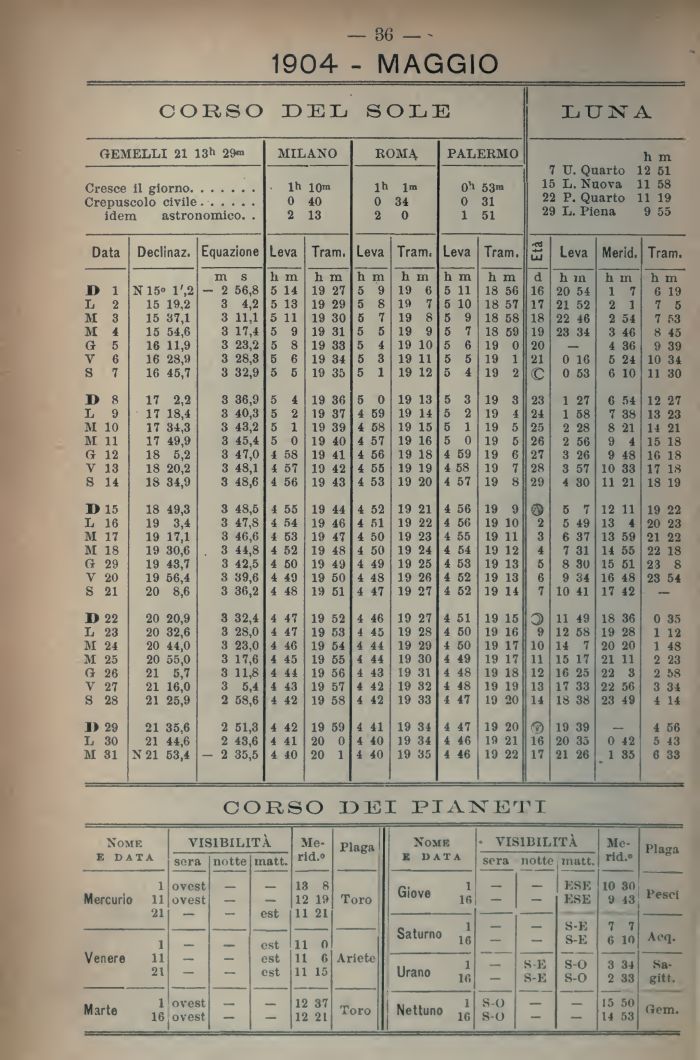 — 36 —
1904 - MAGGIO
CORSO DEL SOLE LUNA
GEMELLI 21 13h 29m MILANO ROMA PALERMO h m
7 U. Quarto 12 51
Cresce il giorno. . . . . . . 1h 10m 1h 1m 0h 53m 15 L. Nuova 11 58
Crepuscolo civile . . . . . . 0 40 0 34 0 31 22 P. Quarto 11 19
idem astronomico. . 2 13 2 0 1 51 29 L. Piena 9 55
Data Declinaz. Equazione Leva Tram. Leva Tram. Leva Tram. Età Leva Merid. Tram.
m s h m h m h m h m h m h m d h m h m h m
D 1 N 15° 1',2 — 2 56,8 5 14 19 27 5 9 19 6 5 11 18 56 16 20 54 1 7 6 19
L 2 15 19,2 3 4,2 5 13 19 29 5 8 19 7 5 10 18 57 17 21 52 2 1 7 5
M 3 15 37,1 3 11,1 5 11 19 30 5 7 19 8 5 9 18 58 18 22 46 2 54 7 53
M 4 15 54,6 3 17,4 5 9 19 31 5 5 19 9 5 7 18 59 19 23 34 3 46 8 45
G 5 16 11,9 3 23,2 5 8 19 33 5 4 19 10 5 6 19 0 20 — 4 36 9 39
V 6 16 28,9 3 28,3 5 6 19 34 5 3 19 11 5 5 19 1 21 0 16 5 24 10 34
S 7 16 45,7 3 32,9 5 5 19 35 5 1 19 12 5 4 19 2 0 53 6 10 11 30
D 8 17 2,2 3 36,9 5 4 19 36 5 0 19 13 5 3 19 3 23 1 27 6 54 12 27
L 9 17 18,4 3 40,3 5 2 19 37 4 59 19 14 5 2 19 4 24 1 58 7 38 13 23
M 10 17 34,3 3 43,2 5 1 19 39 4 58 19 15 5 1 19 5 25 2 28 8 21 14 21
M 11 17 49,9 3 45,4 5 0 19 40 4 57 19 16 5 0 19 5 26 2 56 9 4 15 18
G 12 18 5,2 3 47,0 4 58 19 41 4 56 19 18 4 59 19 6 27 3 26 9 48 16 18
V 13 18 20,2 3 48,1 4 57 19 42 4 55 19 19 4 58 19 7 28 3 57 10 33 17 18
S 14 18 34,9 3 48,6 4 56 19 43 4 53 19 20 4 57 19 8 29 4 30 11 21 18 19
D 15 18 49,3 3 48,5 4 55 19 44 4 52 19 21 4 56 19 9 5 7 12 11 19 22
L 16 19 3,4 3 47,8 4 54 19 46 4 51 19 22 4 56 19 10 2 5 49 13 4 20 23
M 17 19 17,1 3 46,6 4 53 19 47 4 50 19 23 4 55 19 11 3 6 37 13 59 21 22
M 18 19 30,6 3 44,8 4 52 19 48 4 50 19 24 4 54 19 12 4 7 31 14 55 22 18
G 29 19 43,7 3 42,5 4 50 19 49 4 49 19 25 4 53 19 13 5 8 30 15 51 23 8
V 20 19 56,4 3 39,6 4 49 19 50 4 48 19 26 4 52 19 13 6 9 34 16 48 23 54
S 21 20 8,6 3 36,2 4 48 19 51 4 47 19 27 4 52 19 14 7 10 41 17 42 —
D 22 20 20,9 3 32,4 4 47 19 52 4 46 19 27 4 51 19 15 11 49 18 36 0 35
L 23 20 32,6 3 28,0 4 47 19 53 4 45 19 28 4 50 19 16 9 12 58 19 28 1 12
M 24 20 44,0 3 23,0 4 46 19 54 4 44 19 29 4 50 19 17 10 14 7 20 20 1 48
M 25 20 55,0 3 17,6 4 45 19 55 4 44 19 30 4 49 19 17 11 15 17 21 11 2 23
G 26 21 5,7 3 11,8 4 44 19 56 4 43 19 31 4 48 19 18 12 16 25 22 3 2 58
V 27 21 16,0 3 5,4 4 43 19 57 4 42 19 32 4 48 19 19 13 17 33 22 56 3 34
S 28 21 25,9 2 58,6 4 42 19 58 4 42 19 33 4 47 19 20 14 18 38 23 49 4 14
D 29 21 35,6 2 51,3 4 42 19 59 4 41 19 34 4 47 19 20 19 39 — 4 56
L 30 21 44,6 2 43,6 4 41 20 0 4 40 19 34 4 46 19 21 16 20 35 0 42 5 43
M 31 N 21 53,4 — 2 35,5 4 40 20 1 4 40 19 35 4 46 19 22 17 21 26 1 35 6 33
CORSO DEI PIANETI
NOME E DATA VISIBILITÀ Merid.° Plaga NOME E DATA VISIBILITÀ Merid.° Plaga
sera notte matt. sera notte matt.
Mercurio 1 ovest — — 13 8 Toro
11 ovest — — 12 19
21 — — est 11 21
Venere 1 — — est 11 0 Ariete
11 — — est 11 6
21 — — est 11 15
Marte 1 ovest — — 12 37 Toro
16 ovest — — 12 21
Giove 1 — — ESE 10 30 Pesci
16 — — ESE 9 43
Saturno 1 — — S-E 7 7 Acq.
16 — — S-E 6 10
Urano 1 — S-E S-O 3 34 Sagitt.
16 — S-E S-O 2 33
Nettuno 1 S-O — — 15 50 Gem.
16 S-O — — 14 53